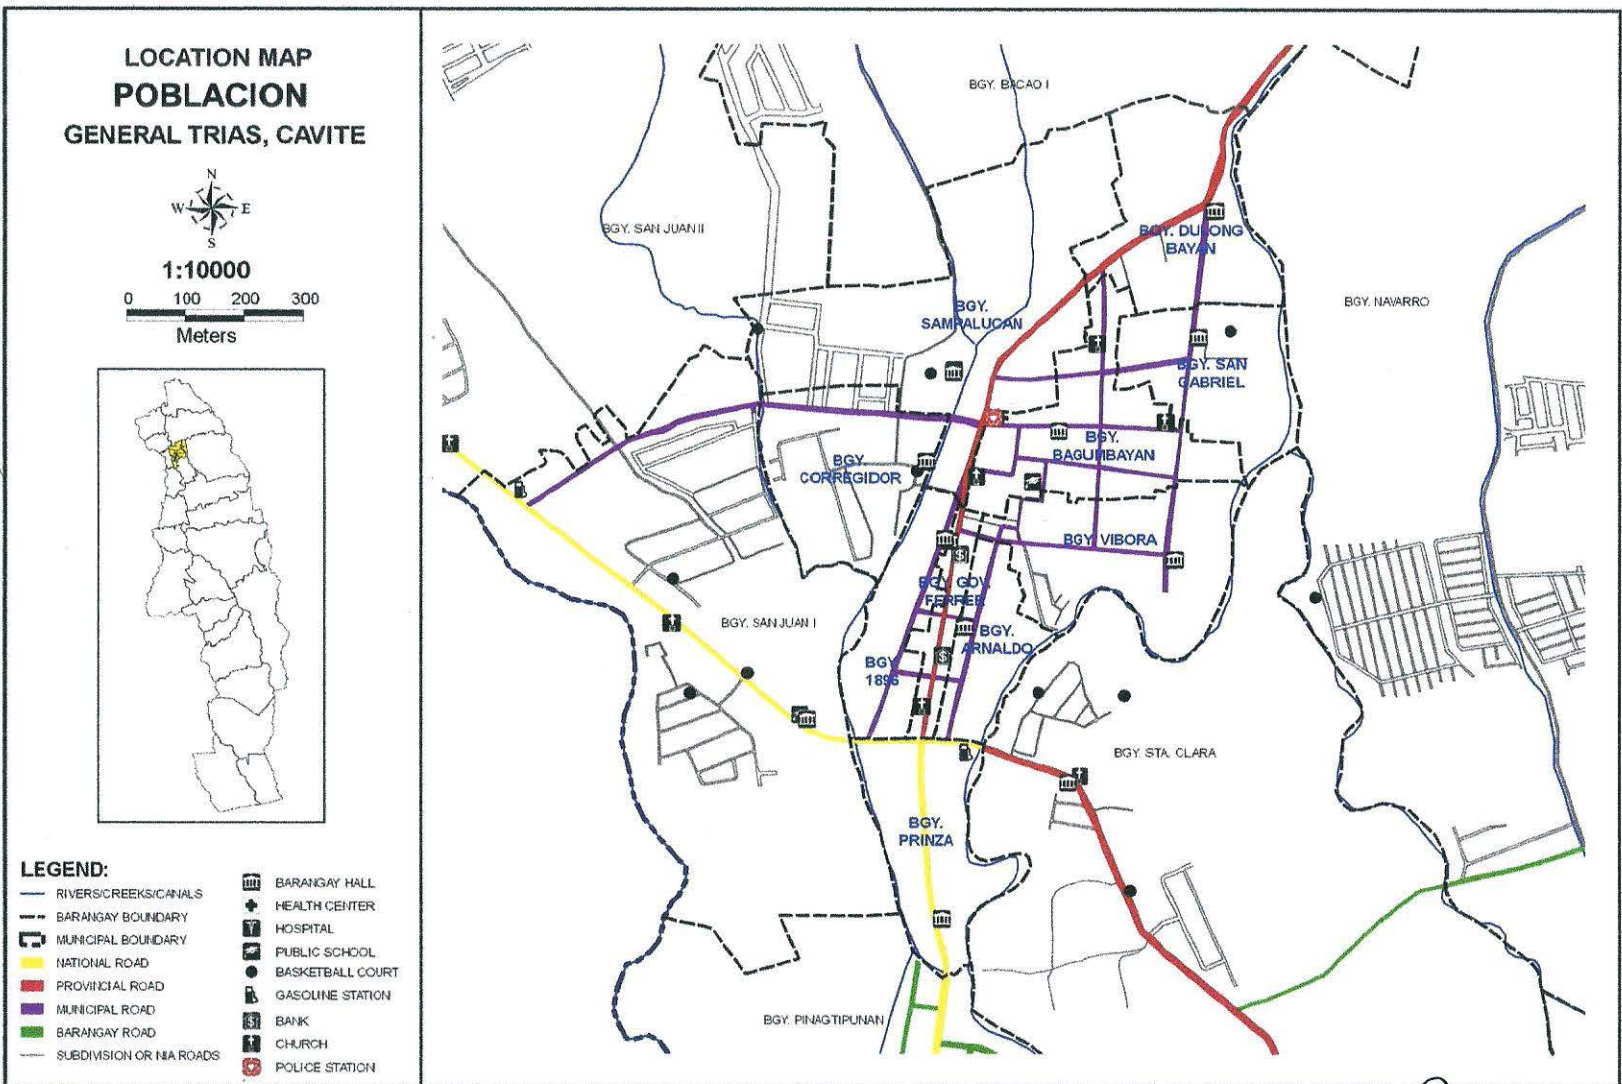 LOCATION MAP
POBLACION
GENERAL TRIAS, CAVITE
N
W E
S
1:10000
0 100 200 300
Meters
LEGEND:
RIVERS/CREEKS/CANALS
BARANGAY BOUNDARY
MUNICIPAL BOUNDARY
NATIONAL ROAD
PROVINCIAL ROAD
MUNICIPAL ROAD
BARANGAY ROAD
SUBDIVISION OR NIA ROADS
BARANGAY HALL
HEALTH CENTER
HOSPITAL
PUBLIC SCHOOL
BASKETBALL COURT
GASOLINE STATION
BANK
CHURCH
POLICE STATION
BGY. BACAO I
BGY. SAN JUAN II
BGY. DULONG
BAYAN
BGY. NAVARRO
BGY.
SAMPALUCAN
BGY. SAN
GABRIEL
BGY.
BAGUMBAYAN
BGY.
CORREGIDOR
BGY. VIBORA
BGY. GOV.
FERRER
BGY. SAN JUAN I
BGY.
ARNALDO
BGY.
1896
BGY. STA. CLARA
BGY.
PRINZA
BGY. PINAGTIPUNAN